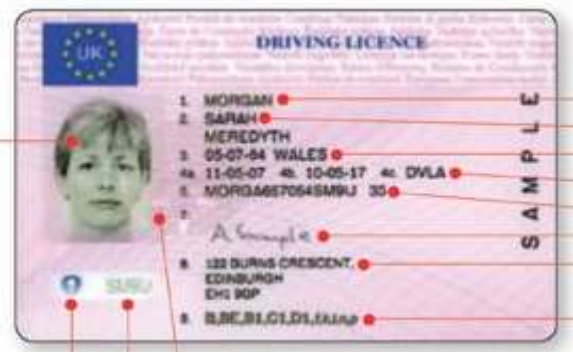 UK
DRIVING LICENCE
1. MORGAN
2. SARAH
MEREDYTH
3. 05-07-64 WALES
4a. 11-05-07 4b. 10-05-17 4c. DVLA
5. 35
7.
A Sample
8. 122 BURNS CRESCENT,
EDINBURGH
EH1 9GP
9. B,BE,B1,C1,D1,f,k,l,n,p
SAMPLE